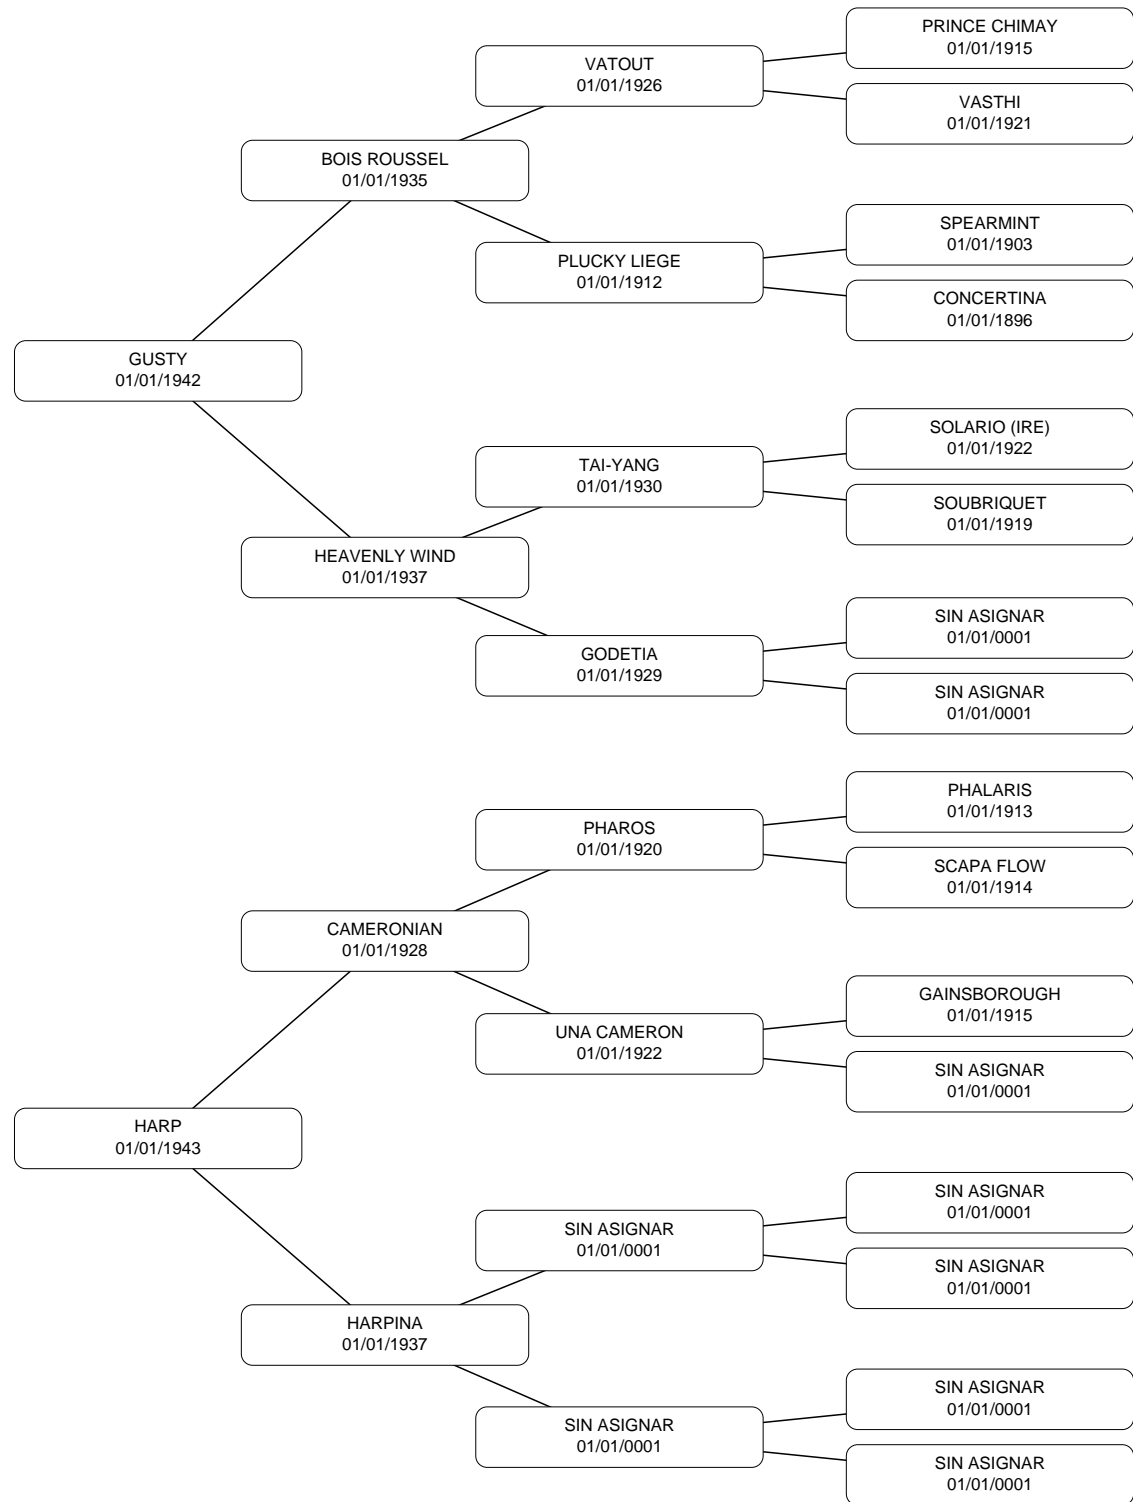 PRINCE CHIMAY
01/01/1915
VATOUT
01/01/1926
VASTHI
01/01/1921
BOIS ROUSSEL
01/01/1935
SPEARMINT
01/01/1903
PLUCKY LIEGE
01/01/1912
CONCERTINA
01/01/1896
GUSTY
01/01/1942
SOLARIO (IRE)
01/01/1922
TAI-YANG
01/01/1930
SOUBRIQUET
01/01/1919
HEAVENLY WIND
01/01/1937
SIN ASIGNAR
01/01/0001
GODETIA
01/01/1929
SIN ASIGNAR
01/01/0001
PHALARIS
01/01/1913
PHAROS
01/01/1920
SCAPA FLOW
01/01/1914
CAMERONIAN
01/01/1928
GAINSBOROUGH
01/01/1915
UNA CAMERON
01/01/1922
SIN ASIGNAR
01/01/0001
HARP
01/01/1943
SIN ASIGNAR
01/01/0001
SIN ASIGNAR
01/01/0001
SIN ASIGNAR
01/01/0001
HARPINA
01/01/1937
SIN ASIGNAR
01/01/0001
SIN ASIGNAR
01/01/0001
SIN ASIGNAR
01/01/0001